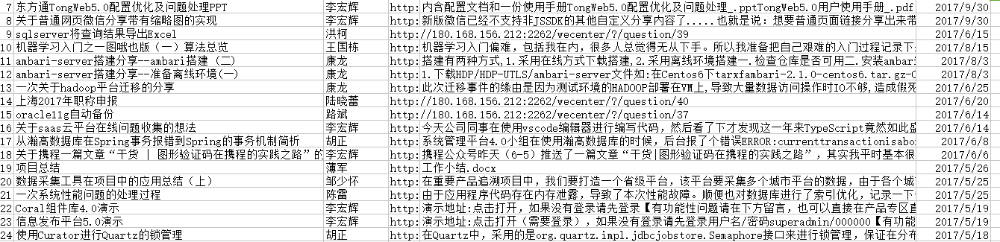 7 东方通TongWeb5.0配置优化及问题处理PPT 李宏辉 http: 内含配置文档和一份使用手册TongWeb5.0配置优化及问题处理_.pptTongWeb5.0用户使用手册_.pdf 2017/9/30
8 关于普通网页微信分享带有缩略图的实现 李宏辉 http: 新版微信已经不支持非JSSDK的其他自定义分享内容了.....也就是说：想要普通页面链接分享出来带 2017/9/30
9 sqlserver将查询结果导出Excel 洪柯 http://180.168.156.212:2262/wecenter/?/question/39 2017/6/15
10 机器学习入门之一图哦也版（一）算法总览 王国栋 http: 机器学习入门偏难，包括我在内，很多人总觉得无从下手。所以我准备把自己艰难的入门过程记录下 2017/8/15
11 ambari-server搭建分享--ambari搭建（二） 康龙 http: 搭建有两种方式,1.采用在线方式下载搭建,2.采用离线环境搭建一.检查仓库是否可用二.安装ambar 2017/8/3
12 ambari-server搭建分享--准备离线环境(一) 康龙 http: 1.下载HDP/HDP-UTLS/ambari-server文件如:在Centos6下tarxfambari-2.1.0-centos6.tar.gz-C 2017/8/3
13 一次关于hadoop平台迁移的分享 康龙 http: 此次迁移事件的缘由是因为测试环境的HADOOP部署在VM上,导致大量数据访问操作时IO不够,造成假死 2017/6/25
14 上海2017年职称申报 陆晓蕾 http://180.168.156.212:2262/wecenter/?/question/40 2017/6/20
15 oracle11g自动备份 路斌 http://180.168.156.212:2262/wecenter/?/question/37 2017/6/14
16 关于saas云平台在线问题收集的想法 李宏辉 http: 今天公司同事在使用vscode编辑器进行编写代码，然后看了下才发现这一年来TypeScript竟然如此盛 2017/6/14
17 从瀚高数据库在Spring事务报错到Spring的事务机制简析 胡正 http: 系统管理平台4.0小组在使用瀚高数据库的时候，后台报了个错误ERROR:currenttransactionisabo 2017/6/8
18 关于携程一篇文章“干货 | 图形验证码在携程的实践之路”的 李宏辉 http: 携程公众号昨天（6-5）推送了一篇文章“干货|图形验证码在携程的实践之路”，其实我平时基本很 2017/6/6
19 项目总结 薄军 http: 工作小结.docx 2017/5/26
20 数据采集工具在项目中的应用总结（上） 邹少怀 http: 在重要产品追溯项目中，我们要打造一个省级平台，该平台要采集多个城市平台的数据，由于各个城 2017/5/25
21 一次系统性能问题的处理过程 陈雷 http: 由于应用程序代码存在内存泄露，导致了本次性能故障。顺便也对数据库进行了索引优化，记录一下 2017/5/25
22 Coral组件库4.0演示 李宏辉 http: 演示地址:点击打开，如果没有登录请先登录【有功能性问题请在下方留言，也可以直接在产品专区直 2017/5/19
23 信息发布平台5.0演示 李宏辉 http: 演示地址:点击打开（需要登录），如果没有登录请先登录用户名/密码superadmin/000000【有功能 2017/5/19
24 使用Curator进行Quartz的锁管理 胡正 http: 在Quartz中，采用的是org.quartz.impl.jdbcjobstore.Semaphore接口来进行锁管理，保证在分布 2017/5/18